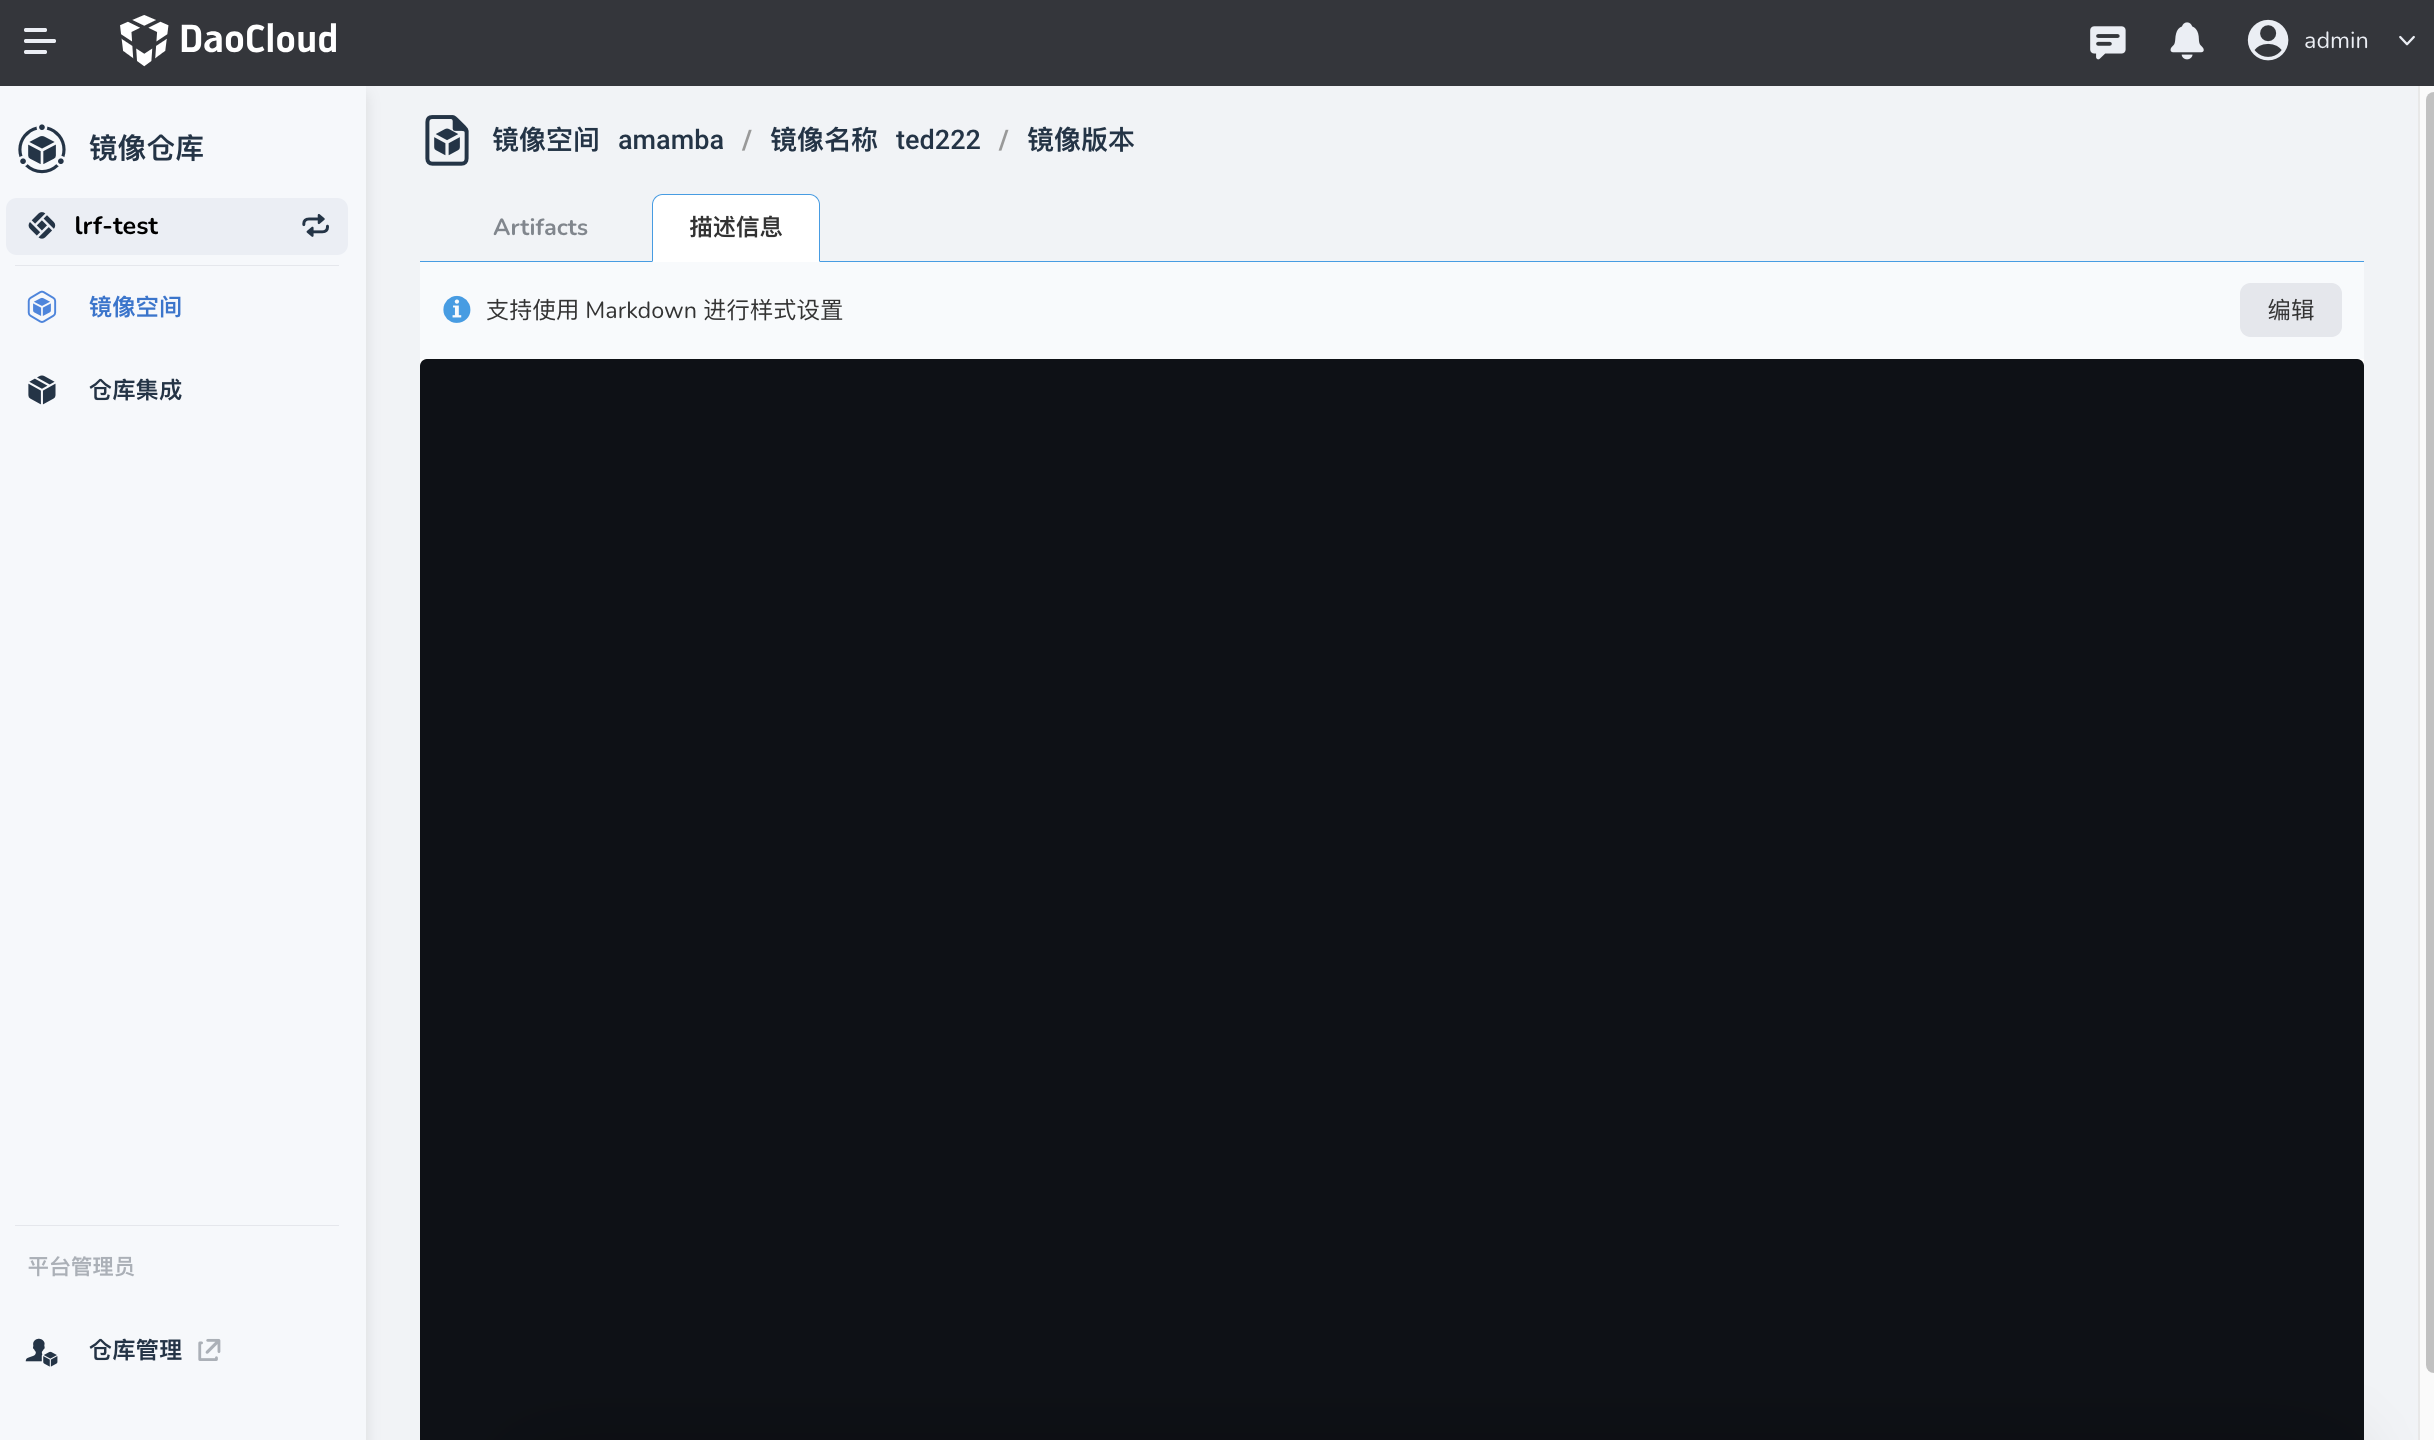 DaoCloud
admin
镜像仓库
lrf-test
镜像空间
仓库集成
平台管理员
仓库管理
镜像空间 amamba / 镜像名称 ted222 / 镜像版本
Artifacts 描述信息
支持使用 Markdown 进行样式设置 编辑